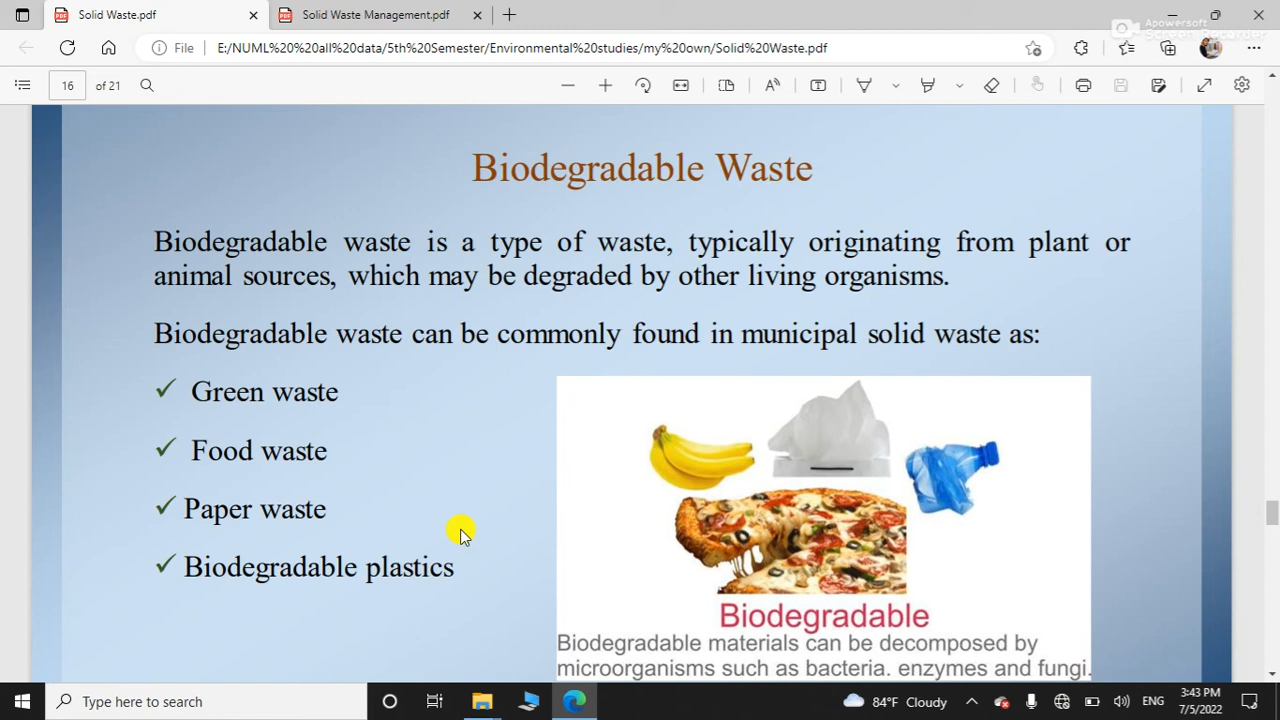 Solid Waste.pdf
Solid Waste Management.pdf
Apowersoft
Screen Recorder
File E:/NUML%20%20all%20data/5th%20Semester/Environmental%20studies/my%20own/Solid%20Waste.pdf
16 of 21
Biodegradable Waste
Biodegradable waste is a type of waste, typically originating from plant or
animal sources, which may be degraded by other living organisms.
Biodegradable waste can be commonly found in municipal solid waste as:
✓ Green waste
✓ Food waste
✓ Paper waste
✓ Biodegradable plastics
Biodegradable
Biodegradable materials can be decomposed by
microorganisms such as bacteria. enzymes and fungi.
Type here to search
84°F Cloudy
ENG
3:43 PM
7/5/2022